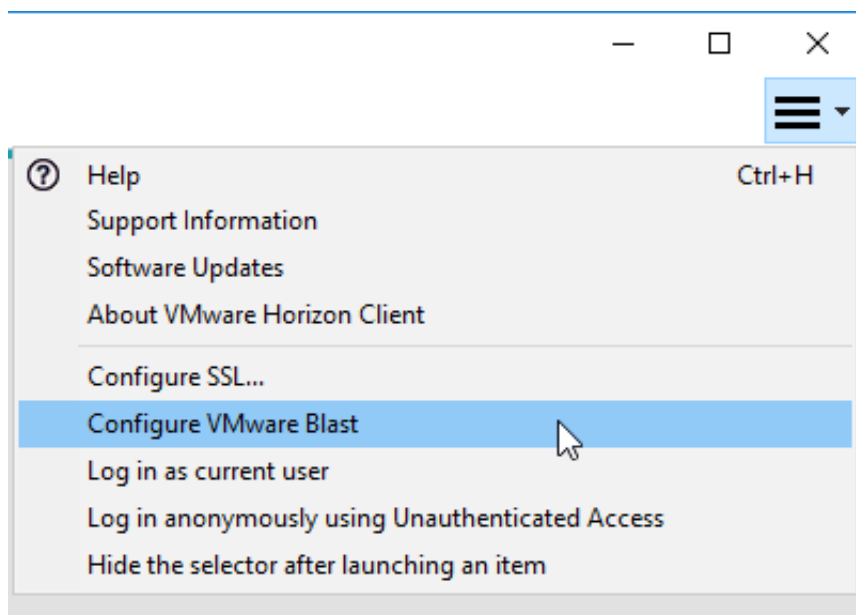 Help Ctrl+H
Support Information
Software Updates
About VMware Horizon Client
Configure SSL...
Configure VMware Blast
Log in as current user
Log in anonymously using Unauthenticated Access
Hide the selector after launching an item